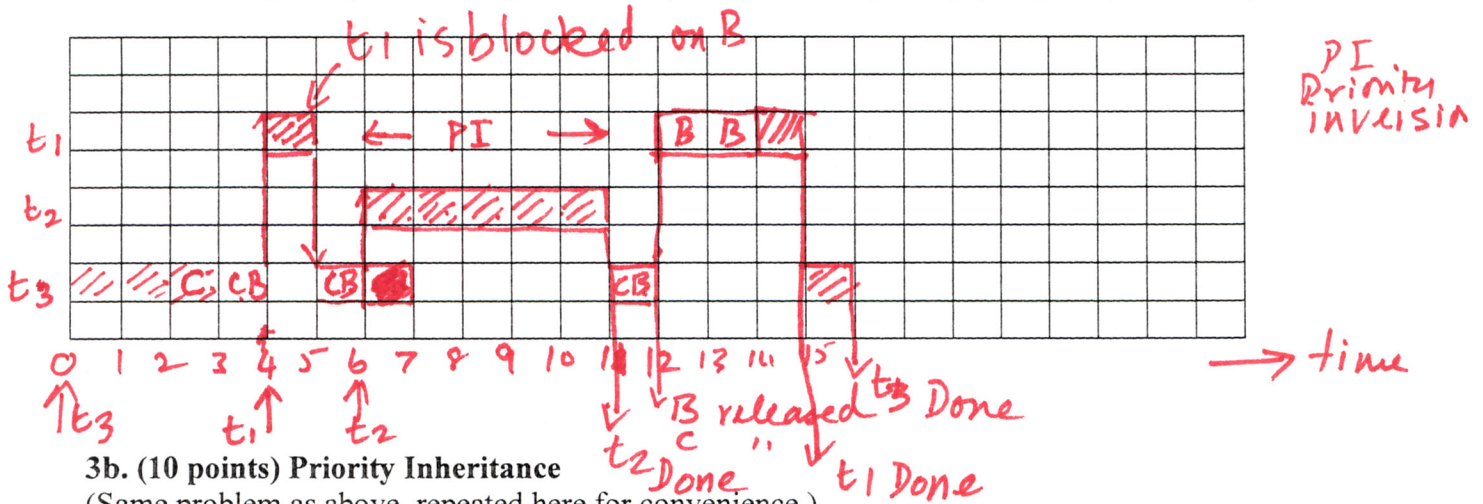 t1 is blocked on B
PI
Priority
inversin
t1 ← PI → B B
t2
t3 C CB CB CB
0 1 2 3 4 5 6 7 8 9 10 11 12 13 14 15 → time
t3 t1 t2
B released t3 Done
C "
t2 Done t1 Done
3b. (10 points) Priority Inheritance
(Same problem as above, repeated here for convenience.)